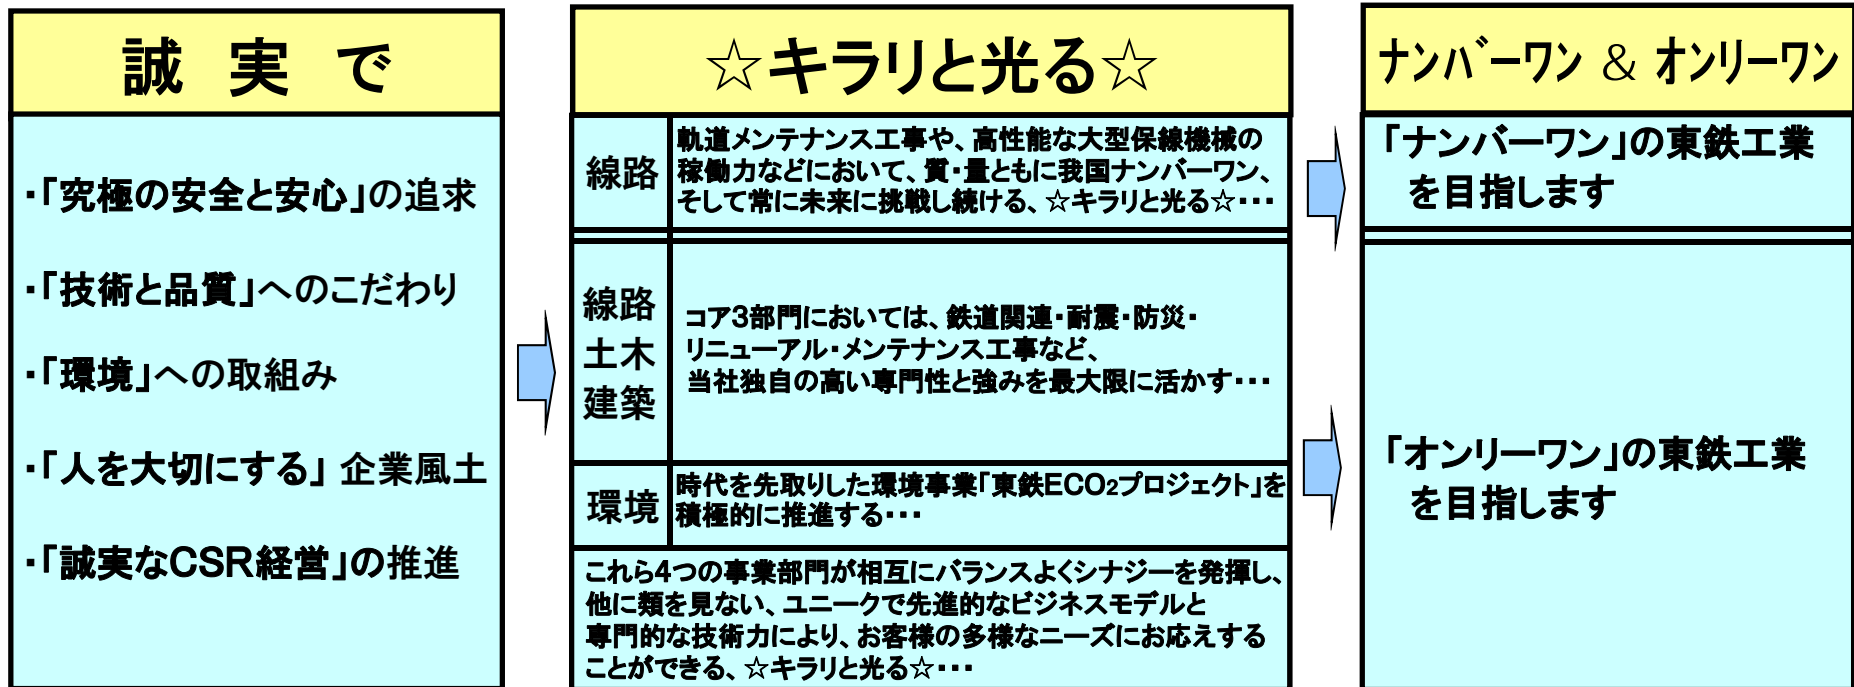 誠 実 で
・「究極の安全と安心」の追求
・「技術と品質」へのこだわり
・「環境」への取組み
・「人を大切にする」 企業風土
・「誠実なCSR経営」の推進
☆キラリと光る☆
線路
軌道メンテナンス工事や、高性能な大型保線機械の
稼働力などにおいて、質・量ともに我国ナンバーワン、
そして常に未来に挑戦し続ける、☆キラリと光る☆・・・
線路
土木
建築
コア3部門においては、鉄道関連・耐震・防災・
リニューアル・メンテナンス工事など、
当社独自の高い専門性と強みを最大限に活かす・・・
環境
時代を先取りした環境事業「東鉄ECO₂プロジェクト」を
積極的に推進する・・・
これら4つの事業部門が相互にバランスよくシナジーを発揮し、
他に類を見ない、ユニークで先進的なビジネスモデルと
専門的な技術力により、お客様の多様なニーズにお応えする
ことができる、☆キラリと光る☆・・・
ナンバーワン & オンリーワン
「ナンバーワン」の東鉄工業
を目指します
「オンリーワン」の東鉄工業
を目指します